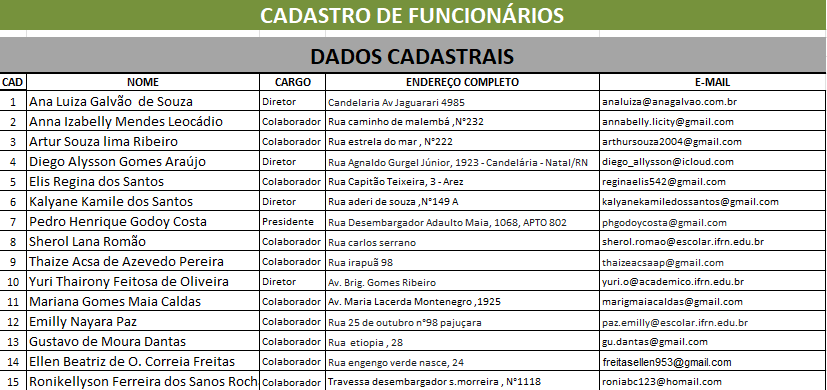 CADASTRO DE FUNCIONÁRIOS
DADOS CADASTRAIS
CAD NOME CARGO ENDEREÇO COMPLETO E-MAIL
1 Ana Luiza Galvão de Souza Diretor Candelaria Av Jaguarari 4985 analuiza@anagalvao.com.br
2 Anna Izabelly Mendes Leocádio Colaborador Rua caminho de malembá ,N°232 annabelly.licity@gmail.com
3 Artur Souza lima Ribeiro Colaborador Rua estrela do mar , N°222 arthursouza2004@gmail.com
4 Diego Alysson Gomes Araújo Diretor Rua Agnaldo Gurgel Júnior, 1923 - Candelária - Natal/RN diego_allysson@icloud.com
5 Elis Regina dos Santos Colaborador Rua Capitão Teixeira, 3 - Arez reginaelis542@gmail.com
6 Kalyane Kamile dos Santos Diretor Rua aderi de souza ,N°149 A kalyanekamiledossantos@gmail.com
7 Pedro Henrique Godoy Costa Presidente Rua Desembargador Adaulto Maia, 1068, APTO 802 phgodoycosta@gmail.com
8 Sherol Lana Romão Colaborador Rua carlos serrano sherol.romao@escolar.ifrn.edu.br
9 Thaize Acsa de Azevedo Pereira Colaborador Rua irapuã 98 thaizeacsaap@gmail.com
10 Yuri Thairony Feitosa de Oliveira Diretor Av. Brig. Gomes Ribeiro yuri.o@academico.ifrn.edu.br
11 Mariana Gomes Maia Caldas Colaborador Av. Maria Lacerda Montenegro ,1925 marigmaiacaldas@gmail.com
12 Emilly Nayara Paz Colaborador Rua 25 de outubro n°98 pajuçara paz.emilly@escolar.ifrn.edu.br
13 Gustavo de Moura Dantas Colaborador Rua etiopia , 28 gu.dantas@gmail.com
14 Ellen Beatriz de O. Correia Freitas Colaborador Rua engengo verde nasce, 24 freitasellen953@gmail.com
15 Ronikellyson Ferreira dos Sanos Roch Colaborador Travessa desembargador s.morreira , N°1118 roniabc123@homail.com